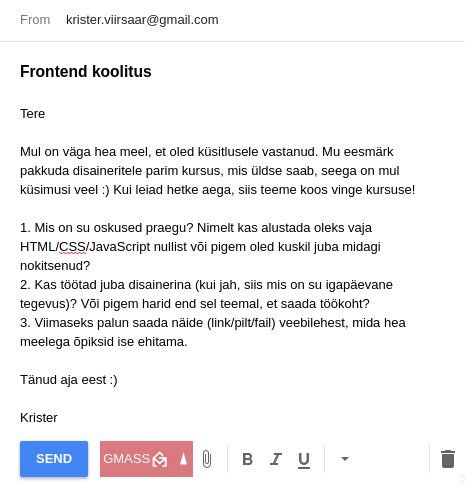 From krister.viirsaar@gmail.com
Frontend koolitus
Tere
Mul on väga hea meel, et oled küsitlusele vastanud. Mu eesmärk
pakkuda disaineritele parim kursus, mis üldse saab, seega on mul
küsimusi veel :) Kui leiad hetke aega, siis teeme koos vinge kursuse!
1. Mis on su oskused praegu? Nimelt kas alustada oleks vaja
HTML/CSS/JavaScript nullist või pigem oled kuskil juba midagi
nokitsenud?
2. Kas töötad juba disainerina (kui jah, siis mis on su igapäevane
tegevus)? Või pigem harid end sel teemal, et saada töökoht?
3. Viimaseks palun saada näide (link/pilt/fail) veebilehest, mida hea
meelega õpiksid ise ehitama.
Tänud aja eest :)
Krister
SEND GMASS B I U